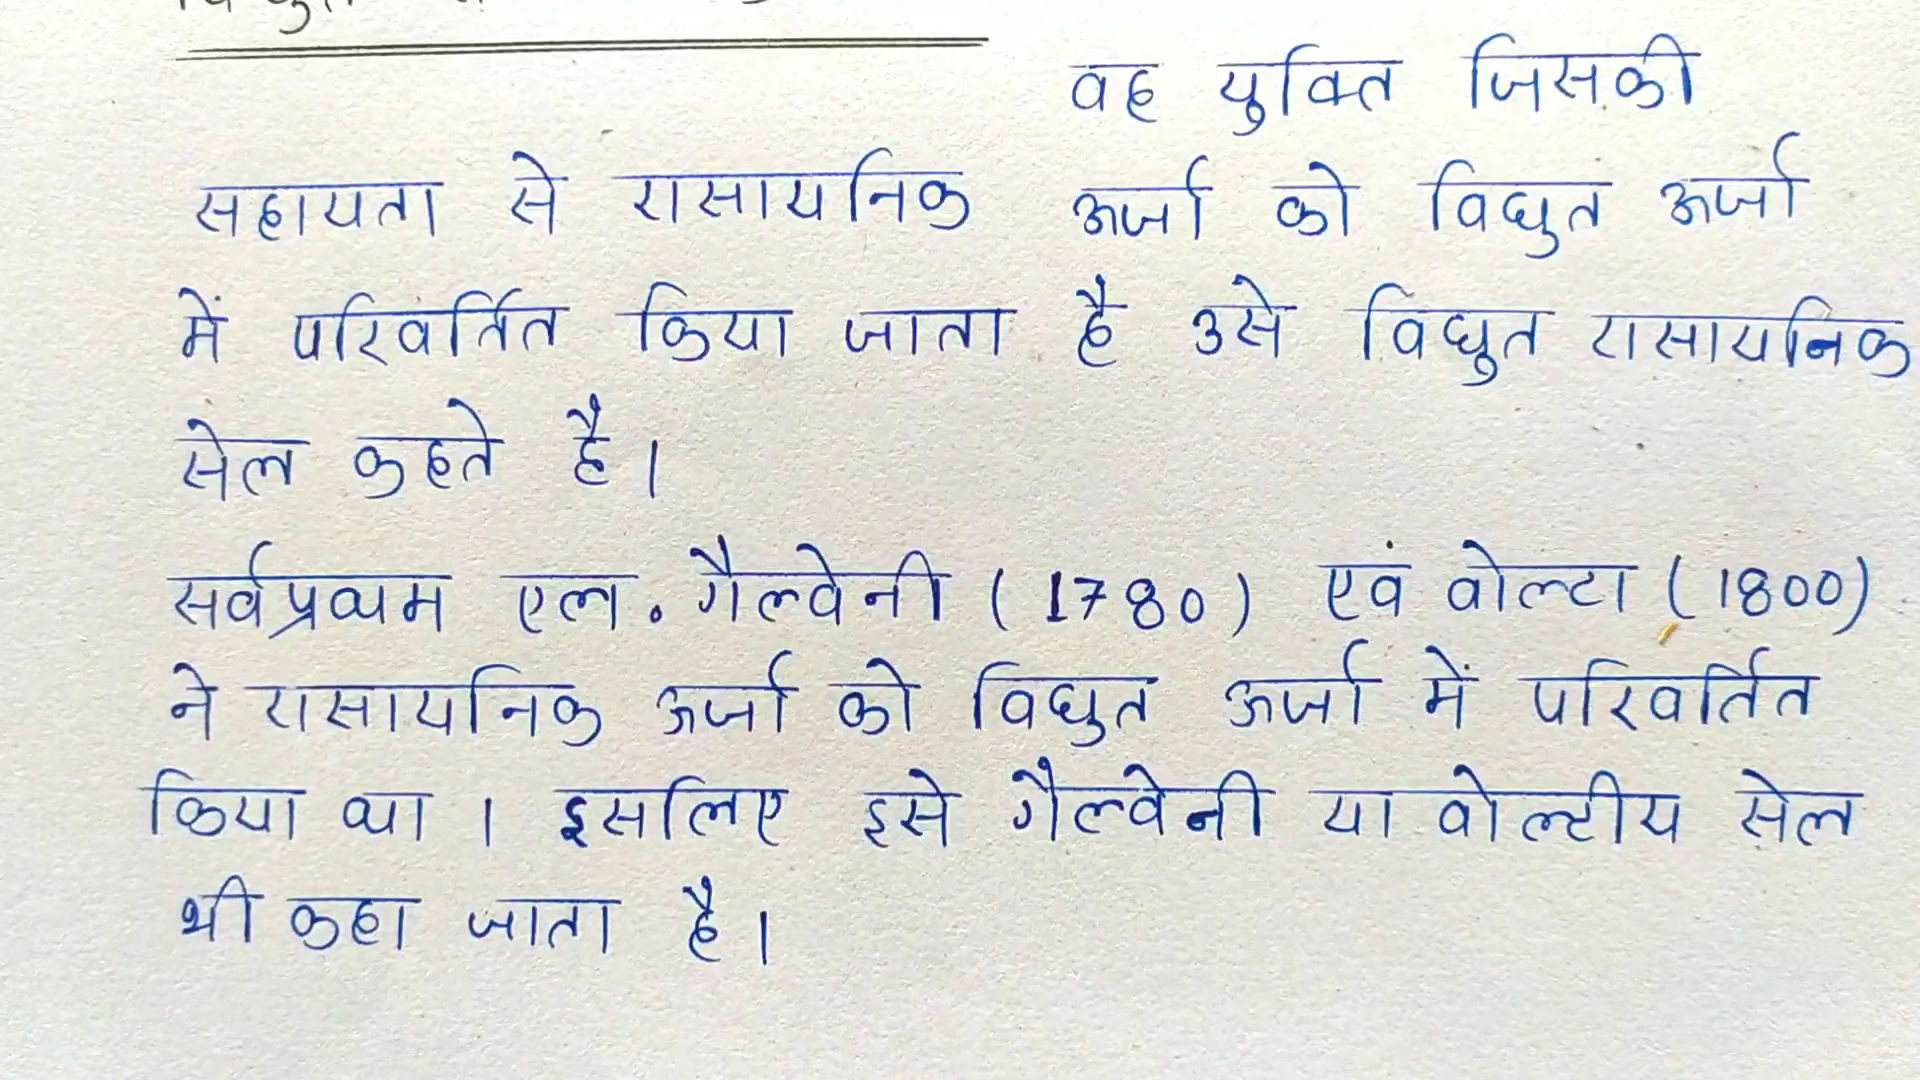 वह युक्ति जिसकी
सहायता से रासायनिक ऊर्जा को विद्युत ऊर्जा
में परिवर्तित किया जाता है उसे विद्युत रासायनिक
सेल कहते है।
सर्वप्रथम एल. गैल्वेनी (1780) एवं वोल्टा (1800)
ने रासायनिक ऊर्जा को विद्युत ऊर्जा में परिवर्तित
किया था । इसलिए इसे गैल्वेनी या वोल्टीय सेल
भी कहा जाता है।